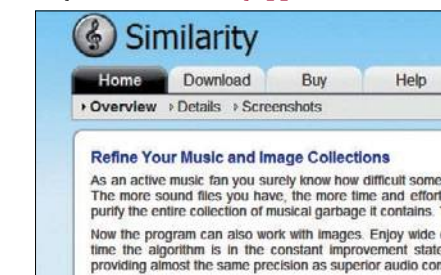 Similarity
Home Download Buy Help
Overview Details Screenshots
Refine Your Music and Image Collections
As an active music fan you surely know how difficult some
The more sound files you have, the more time and effort
purify the entire collection of musical garbage it contains.
Now the program can also work with images. Enjoy wide
time the algorithm is in the constant improvement state
providing almost the same precision as superior audio co